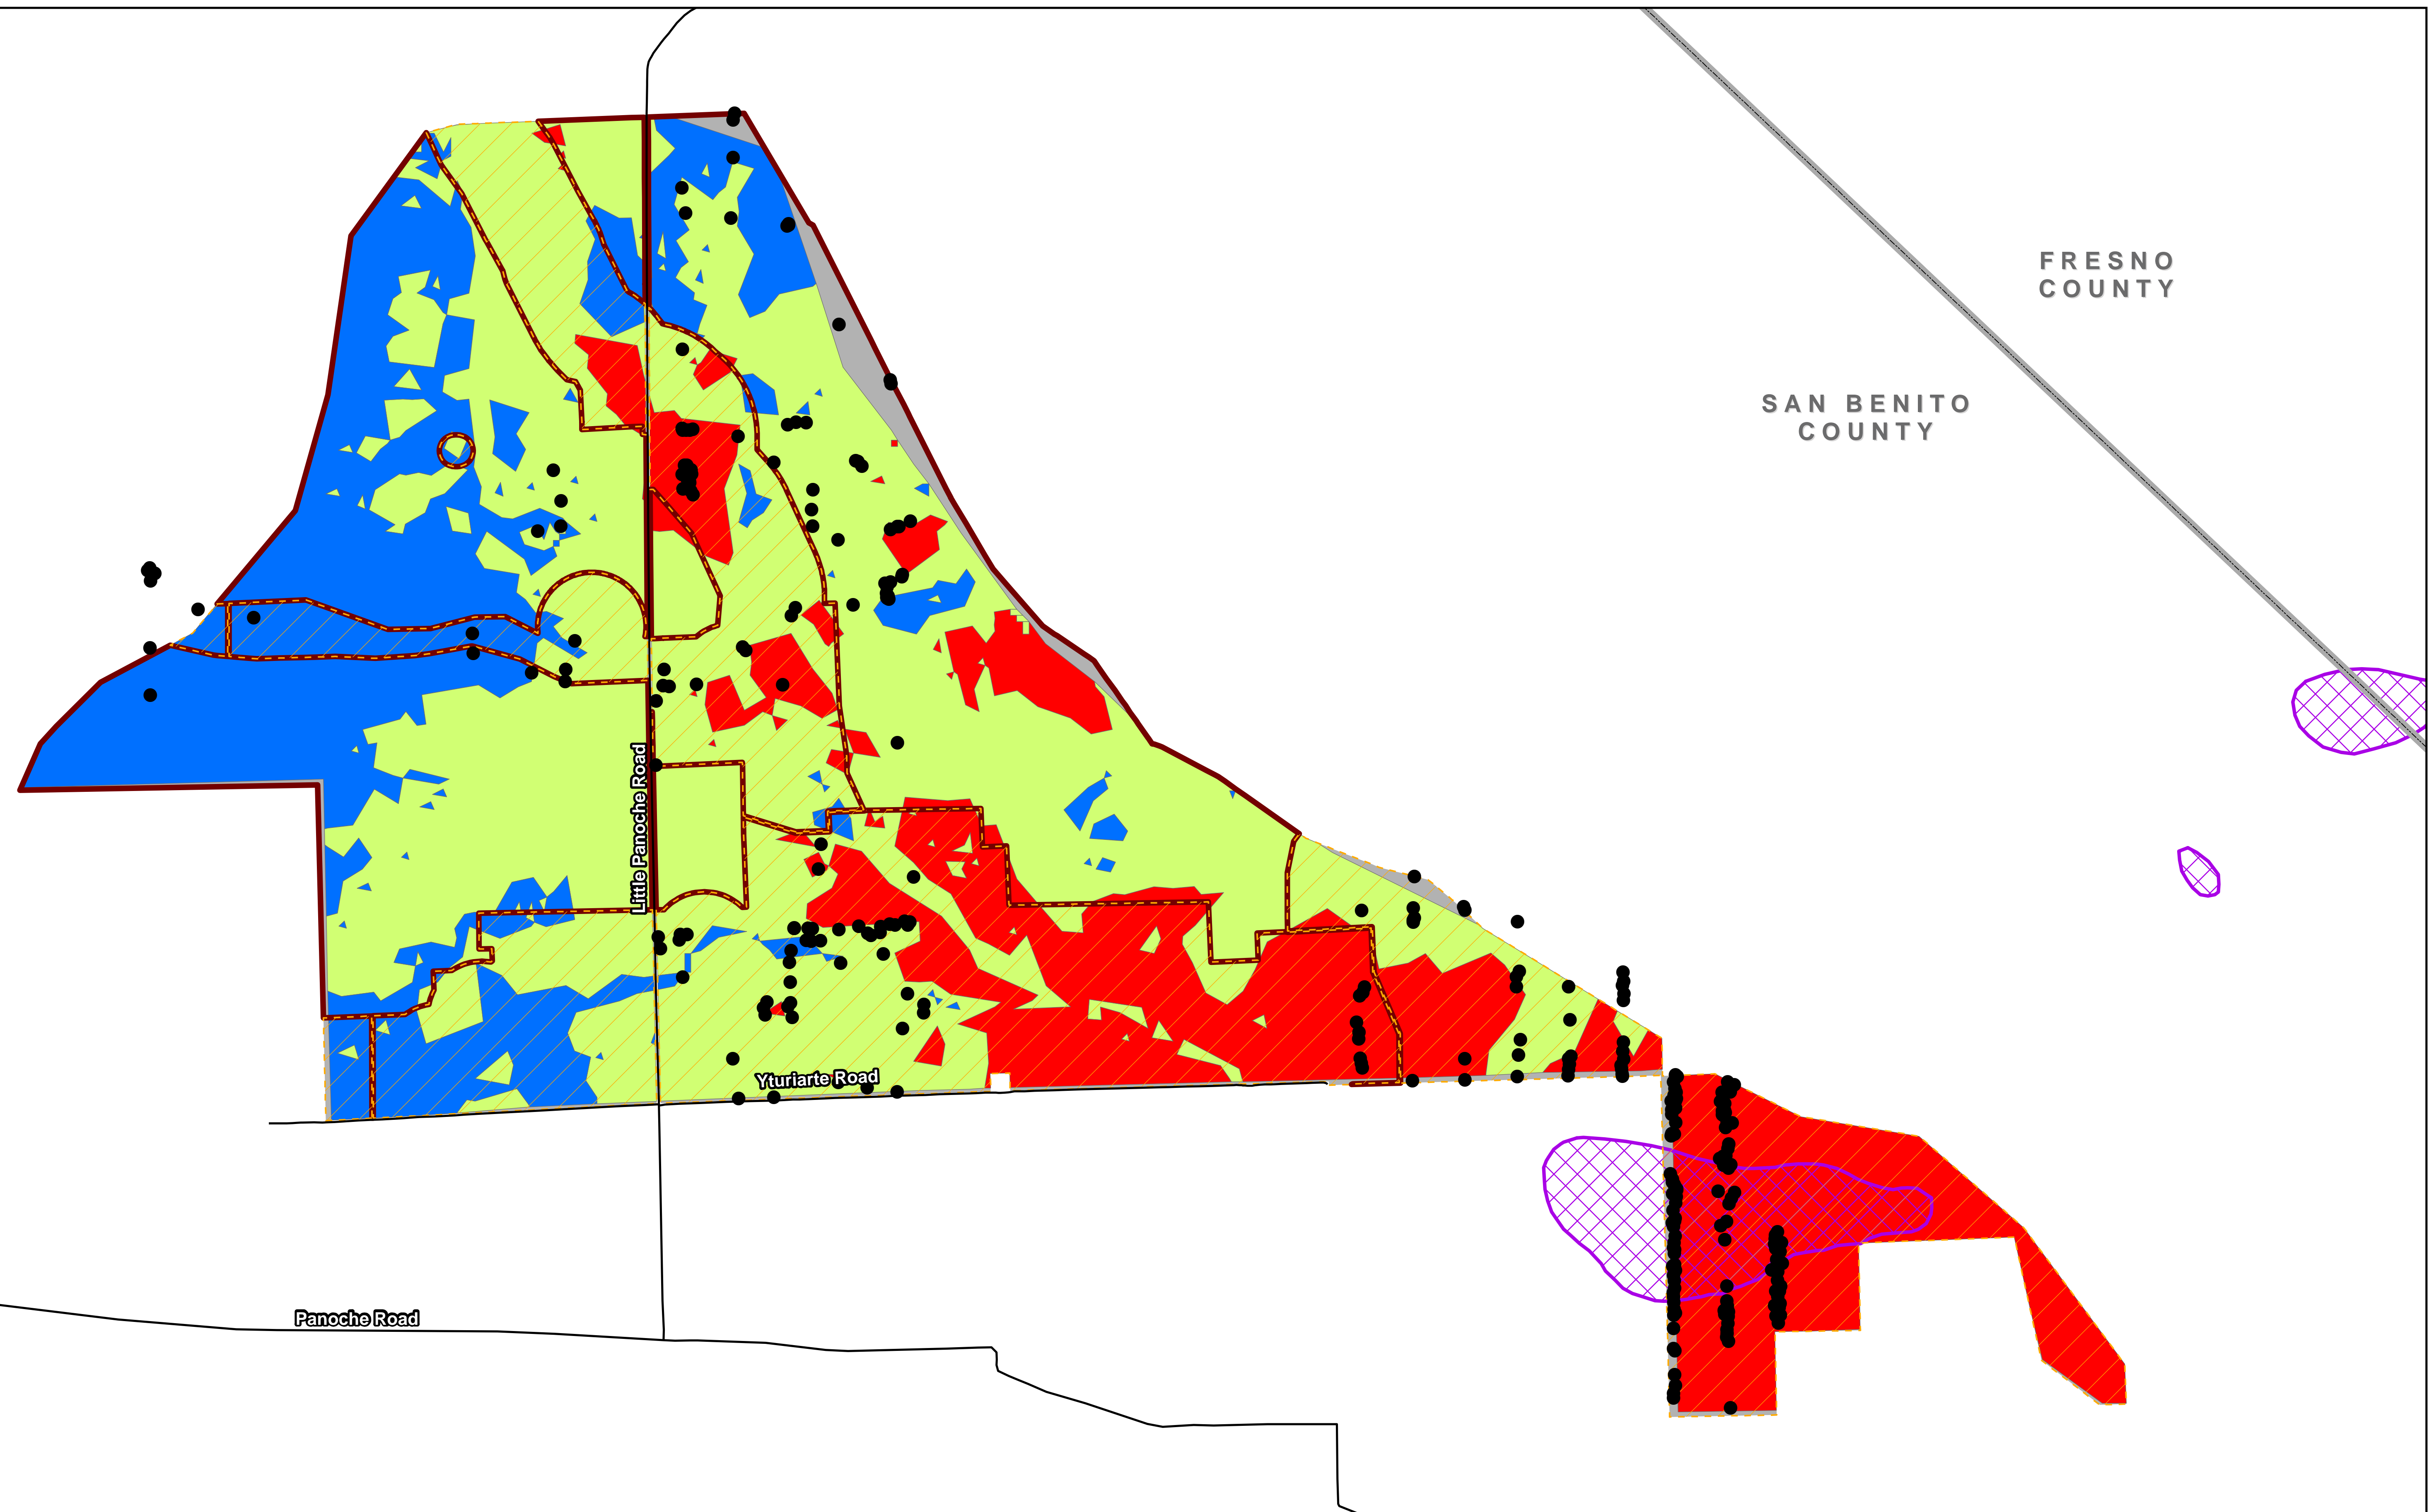 FRESNO
COUNTY
SAN BENITO
COUNTY
Little Panoche Road
Yturiarte Road
Panoche Road